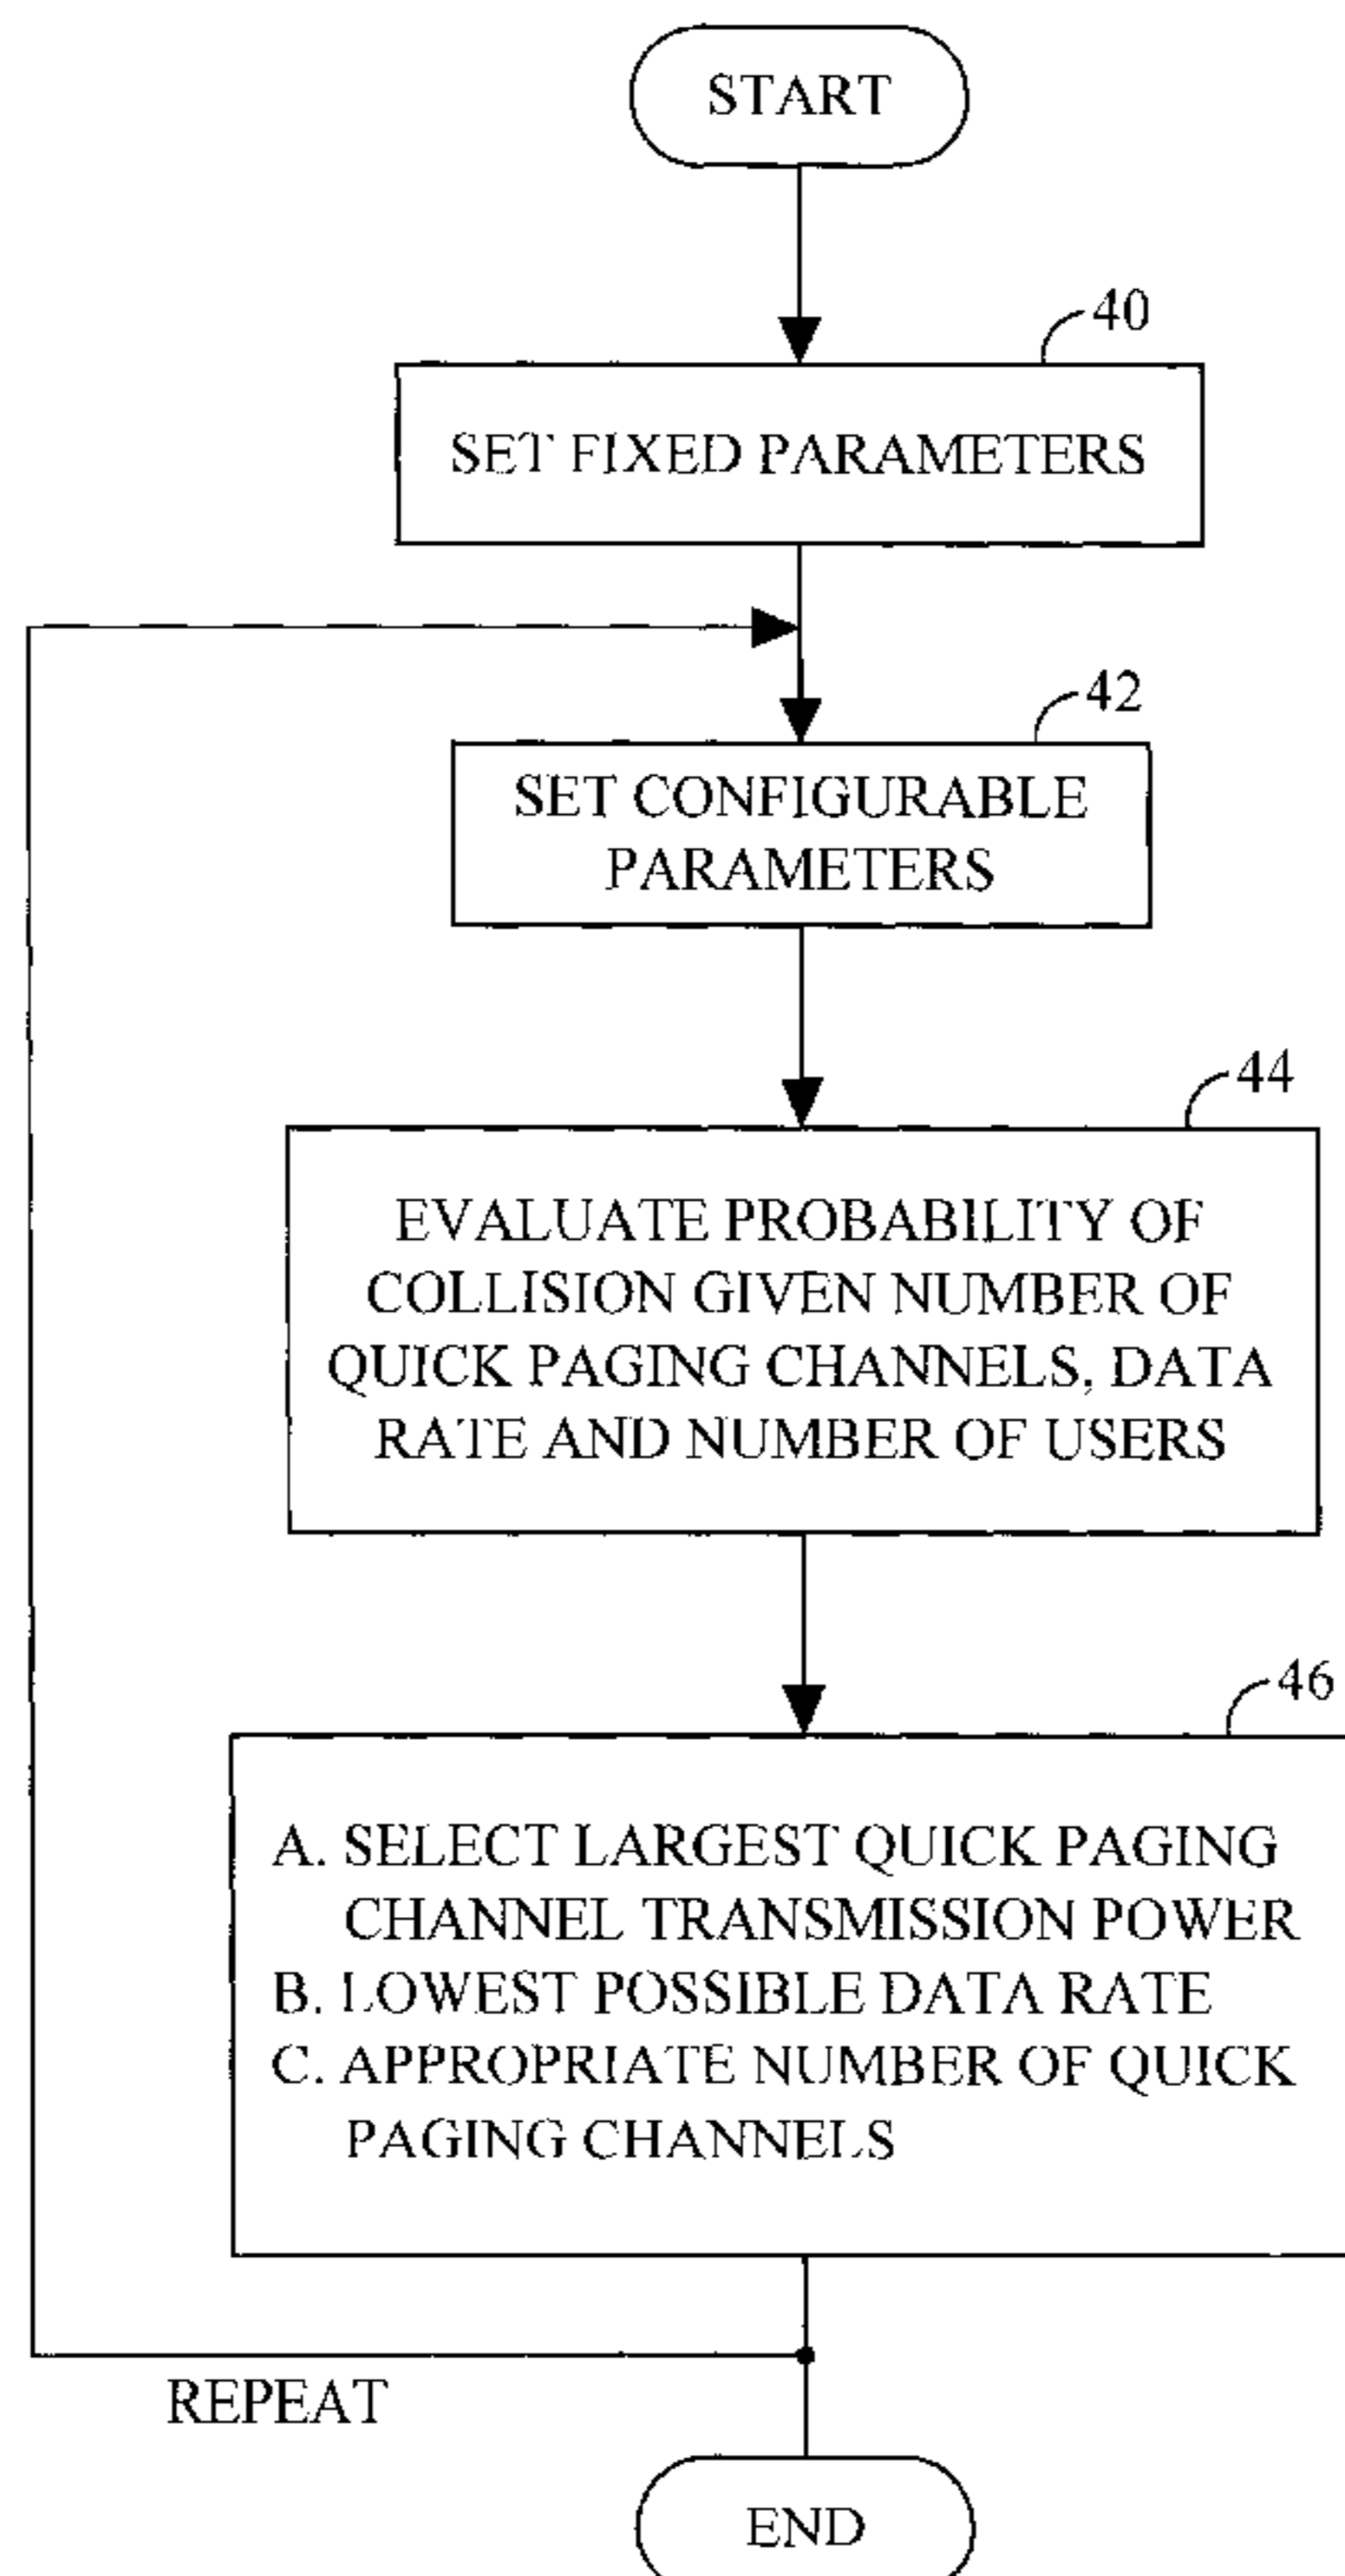 START
40
SET FIXED PARAMETERS
42
SET CONFIGURABLE
PARAMETERS
44
EVALUATE PROBABILITY OF
COLLISION GIVEN NUMBER OF
QUICK PAGING CHANNELS, DATA
RATE AND NUMBER OF USERS
46
A. SELECT LARGEST QUICK PAGING
CHANNEL TRANSMISSION POWER
B. LOWEST POSSIBLE DATA RATE
C. APPROPRIATE NUMBER OF QUICK
PAGING CHANNELS
REPEAT
END